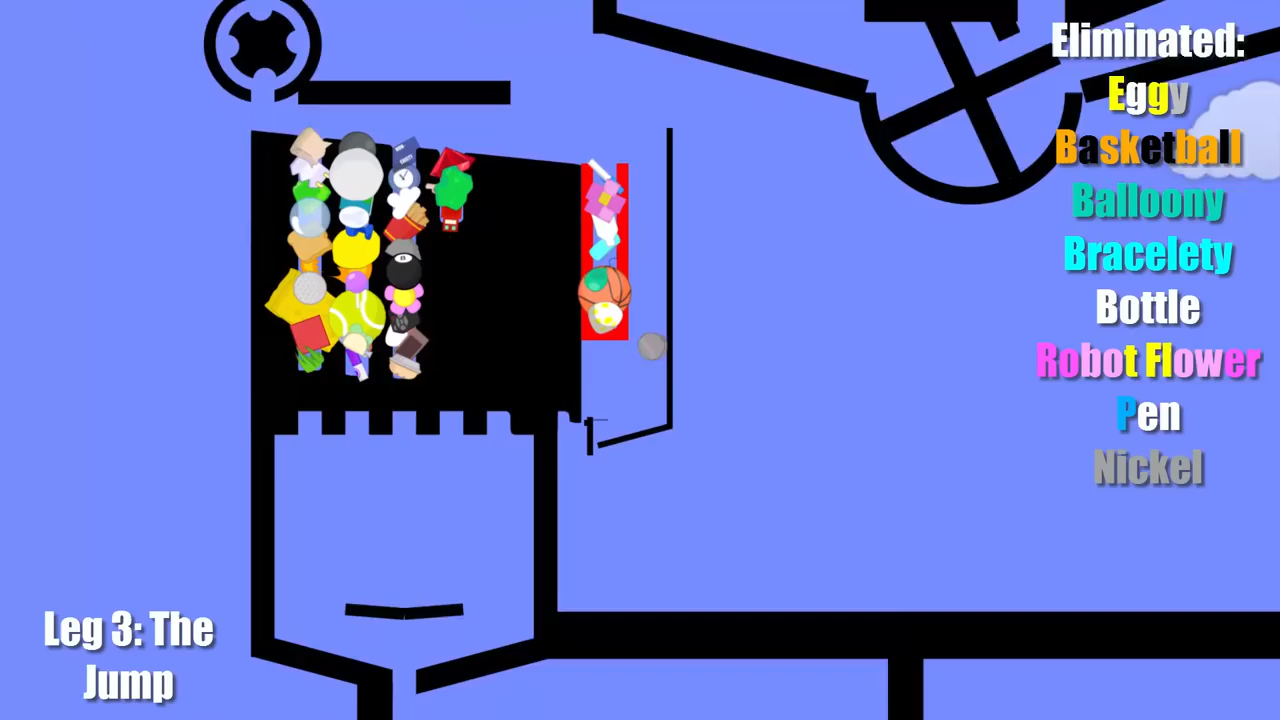 Eliminated:
Eggy
Basketball
Balloony
Bracelety
Bottle
Robot Flower
Pen
Nickel
Leg 3: The
Jump